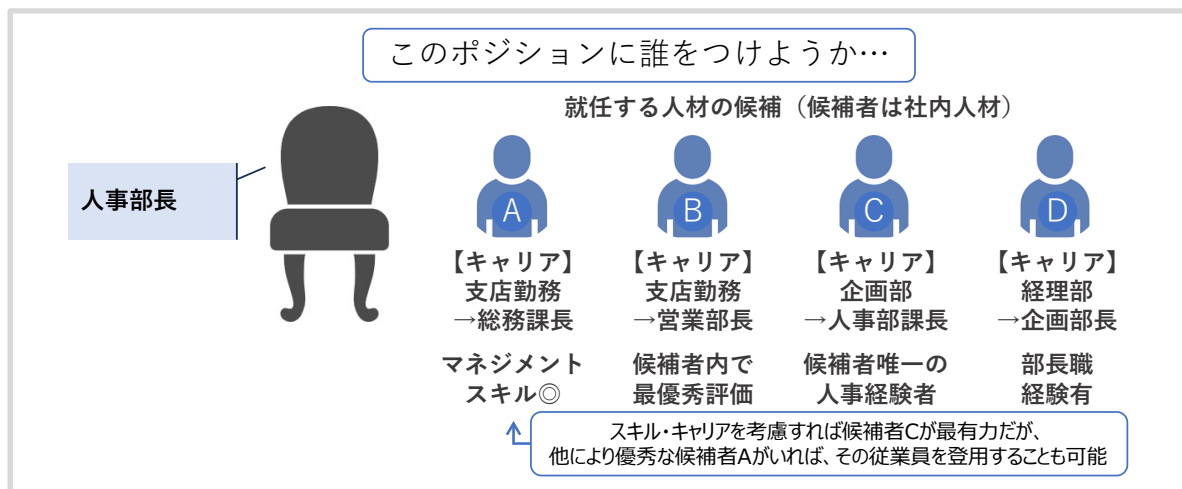 このポジションに誰をつけようか…
就任する人材の候補（候補者は社内人材）
人事部長
A
B
C
D
【キャリア】
支店勤務
→総務課長
【キャリア】
支店勤務
→営業部長
【キャリア】
企画部
→人事部課長
【キャリア】
経理部
→企画部長
マネジメント
スキル◎
候補者内で
最優秀評価
候補者唯一の
人事経験者
部長職
経験有
スキル・キャリアを考慮すれば候補者Cが最有力だが、
他により優秀な候補者Aがいれば、その従業員を登用することも可能